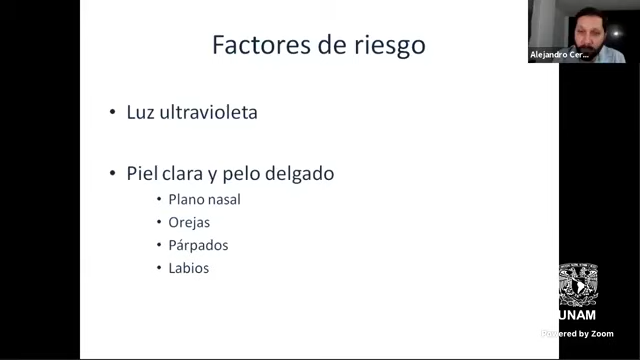 Factores de riesgo
Alejandro Cer...
• Luz ultravioleta
• Piel clara y pelo delgado
• Plano nasal
• Orejas
• Párpados
• Labios
UNAM
Powered by Zoom